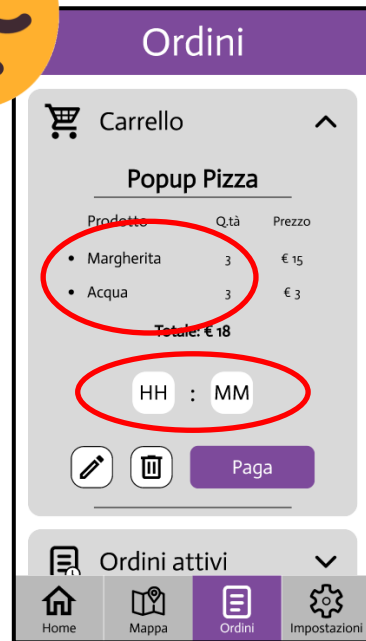 Ordini
Carrello
Popup Pizza
Prodotto Q.tà Prezzo
• Margherita 3 € 15
• Acqua 3 € 3
Totale: € 18
HH : MM
Paga
Ordini attivi
Home Mappa Ordini Impostazioni